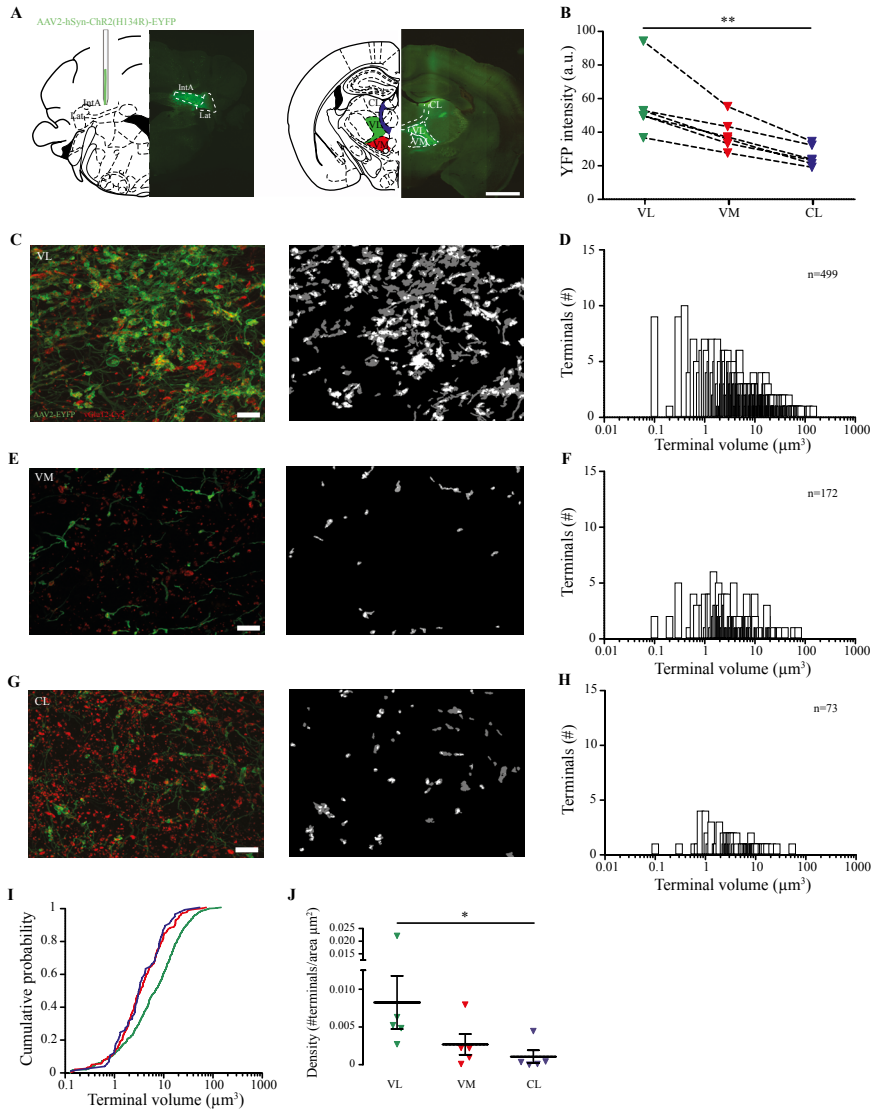 A
AAV2-hSyn-ChR2(H134R)-EYFP
IntA
Lat
IntA
Lat
CL
VL
VM
CL
VL
VM
B
**
YFP intensity (a.u.)
100
80
60
40
20
0
VL
VM
CL
C
VL
AAV2-EYFP
D
n=499
Terminals (#)
15
10
5
0
0.01
0.1
1
10
100
1000
Terminal volume (µm³)
E
VM
F
n=172
Terminals (#)
15
10
5
0
0.01
0.1
1
10
100
1000
Terminal volume (µm³)
G
CL
H
n=73
Terminals (#)
15
10
5
0
0.01
0.1
1
10
100
1000
Terminal volume (µm³)
I
Cumulative probability
1
0.8
0.6
0.4
0.2
0
0.1
1
10
100
1000
Terminal volume (µm³)
J
*
Density (#terminals/area µm²)
0.025
0.020
0.015
0.010
0.005
0
VL
VM
CL